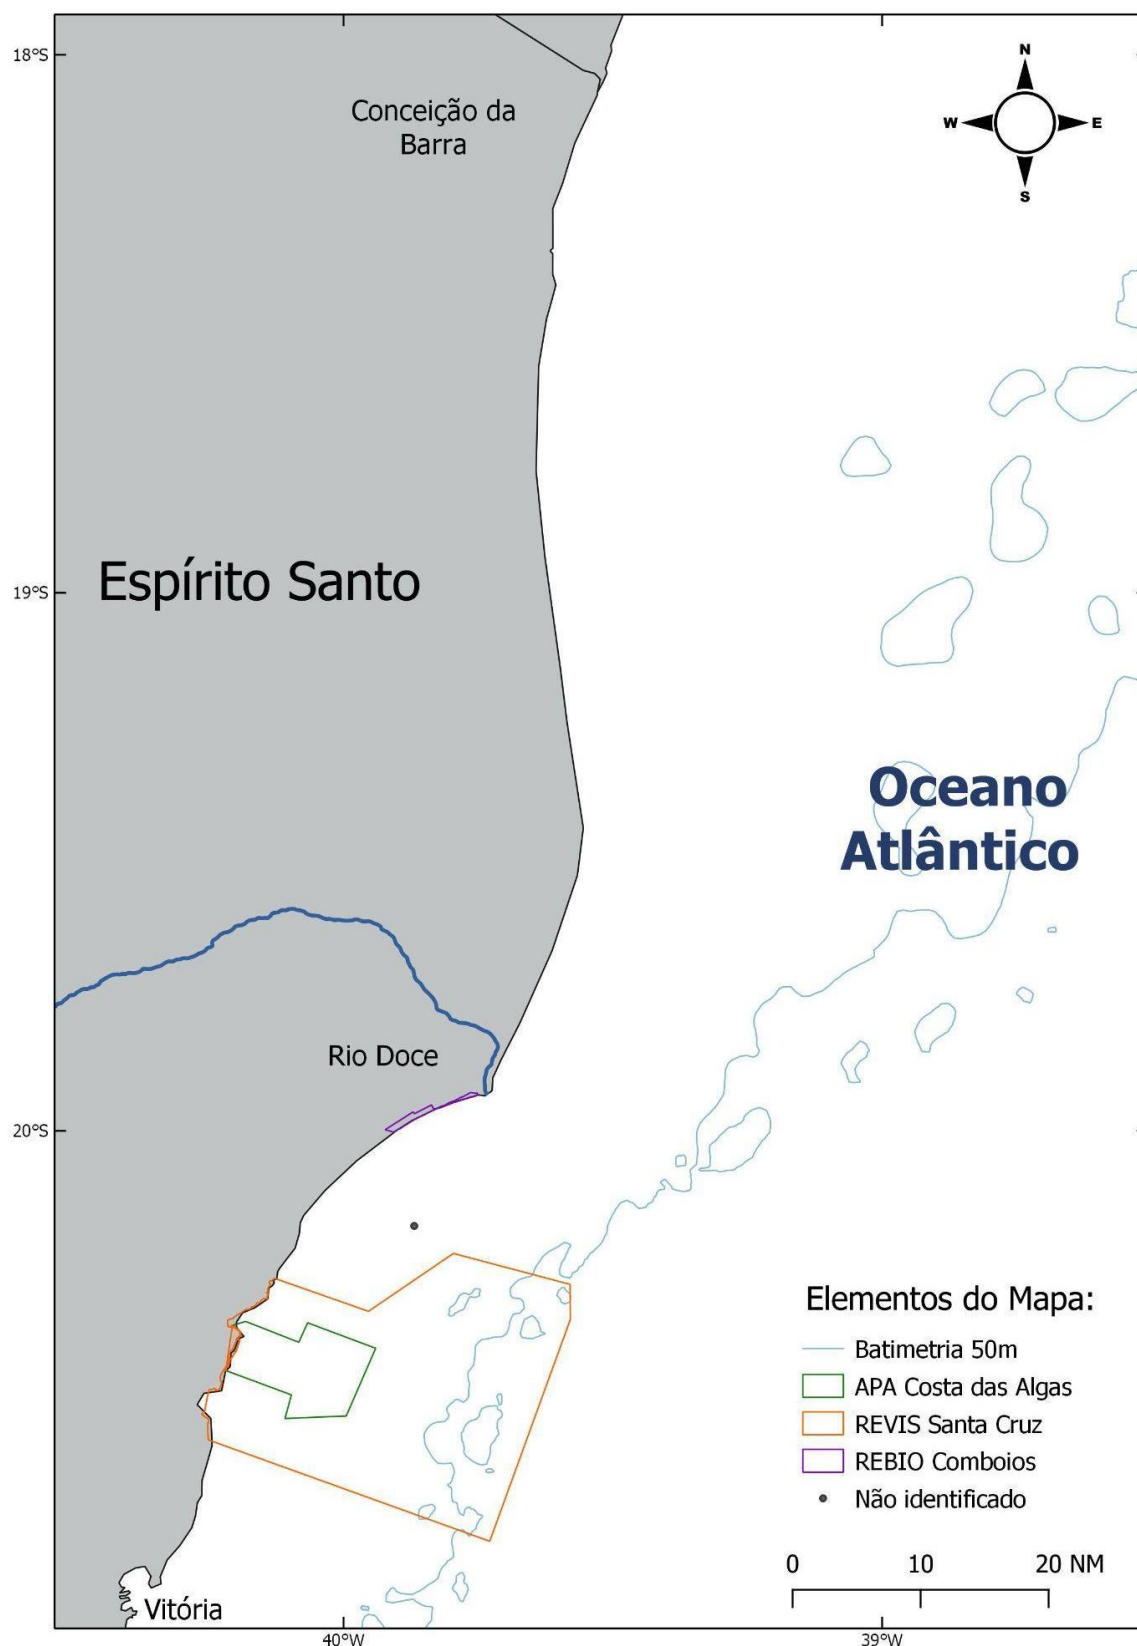 18°S
Conceição da
Barra
N
W
E
S
Espírito Santo
19°S
Oceano
Atlântico
Rio Doce
20°S
Elementos do Mapa:
Batimetria 50m
APA Costa das Algas
REVIS Santa Cruz
REBIO Comboios
Não identificado
0 10 20 NM
Vitória
40°W
39°W